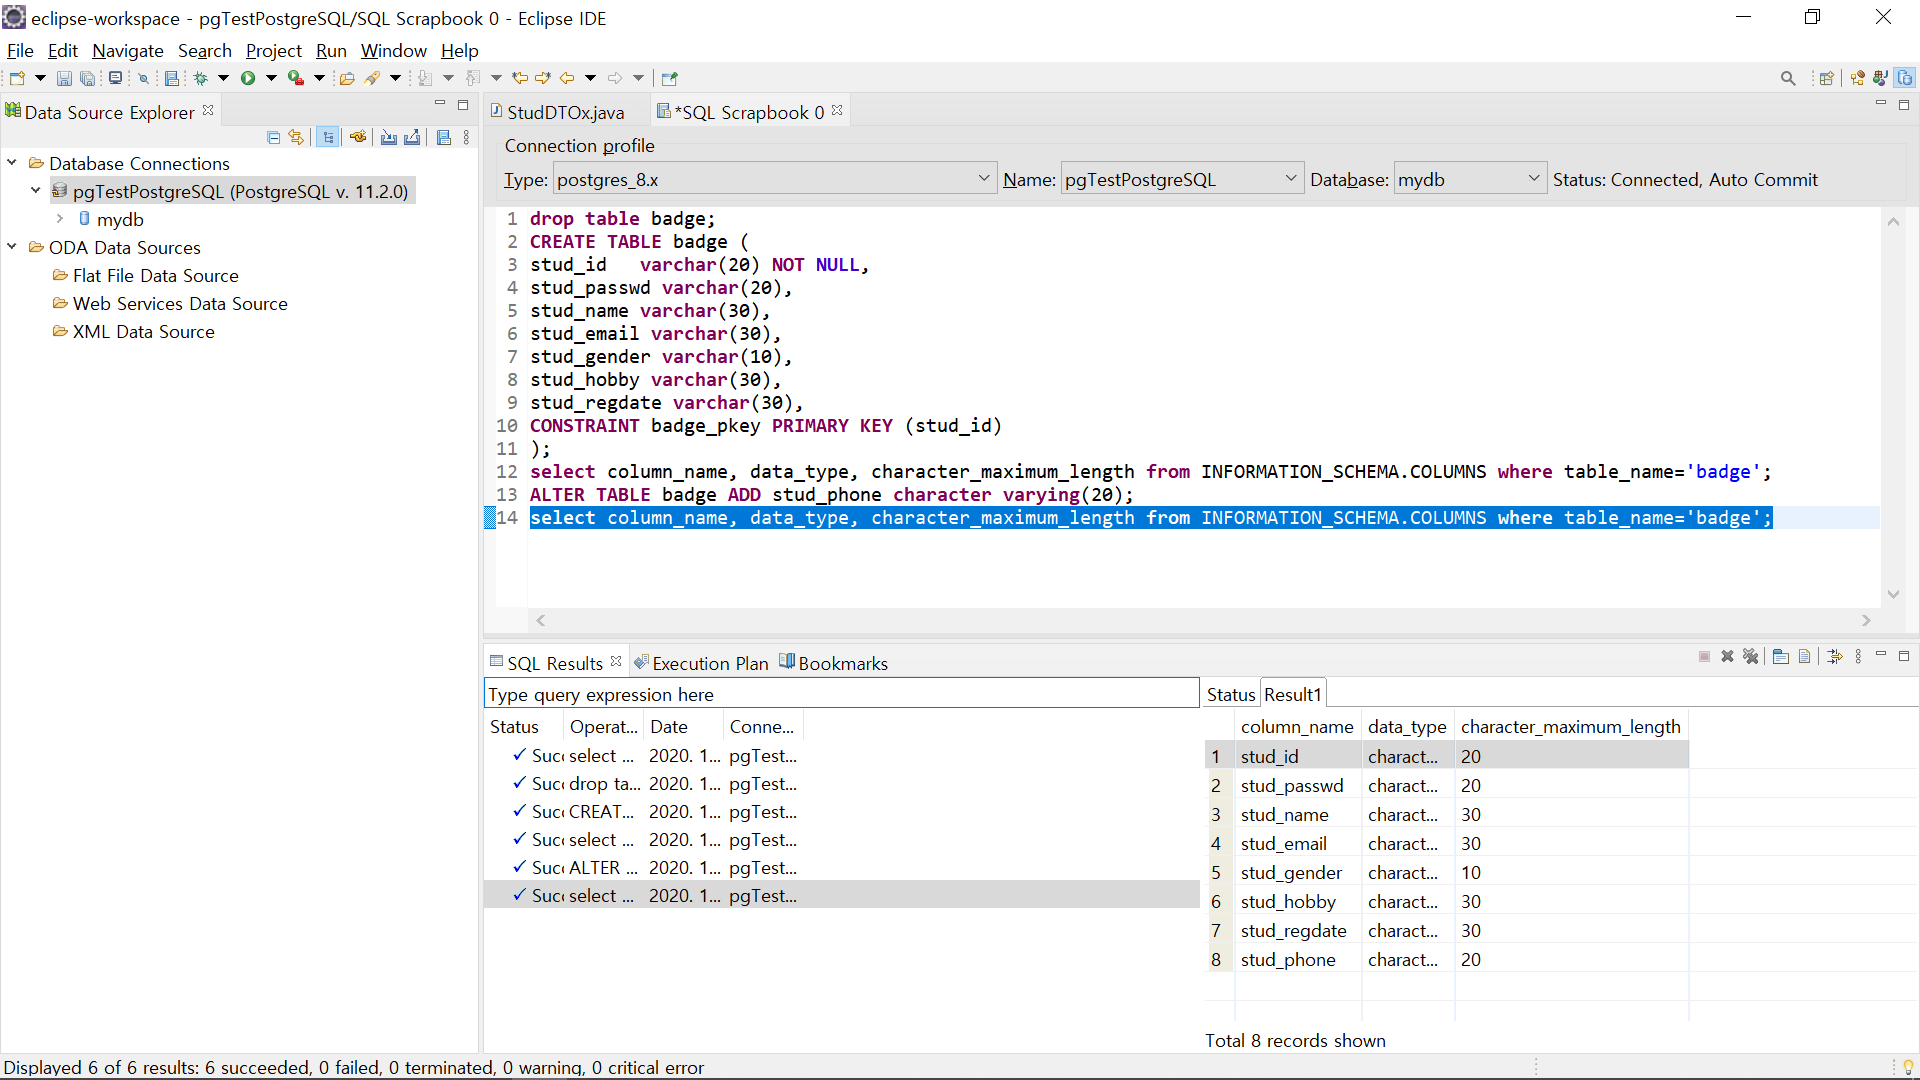 eclipse-workspace - pgTestPostgreSQL/SQL Scrapbook 0 - Eclipse IDE
File Edit Navigate Search Project Run Window Help
Data Source Explorer
Database Connections
pgTestPostgreSQL (PostgreSQL v. 11.2.0)
mydb
ODA Data Sources
Flat File Data Source
Web Services Data Source
XML Data Source
StudDTOx.java *SQL Scrapbook 0
Connection profile
Type: postgres_8.x Name: pgTestPostgreSQL Database: mydb Status: Connected, Auto Commit
1 drop table badge;
2 CREATE TABLE badge (
3 stud_id   varchar(20) NOT NULL,
4 stud_passwd varchar(20),
5 stud_name varchar(30),
6 stud_email varchar(30),
7 stud_gender varchar(10),
8 stud_hobby varchar(30),
9 stud_regdate varchar(30),
10 CONSTRAINT badge_pkey PRIMARY KEY (stud_id)
11 );
12 select column_name, data_type, character_maximum_length from INFORMATION_SCHEMA.COLUMNS where table_name='badge';
13 ALTER TABLE badge ADD stud_phone character varying(20);
14 select column_name, data_type, character_maximum_length from INFORMATION_SCHEMA.COLUMNS where table_name='badge';
SQL Results Execution Plan Bookmarks
Type query expression here
Status Operat... Date Conne...
Succ select ... 2020. 1... pgTest...
Succ drop ta... 2020. 1... pgTest...
Succ CREAT... 2020. 1... pgTest...
Succ select ... 2020. 1... pgTest...
Succ ALTER ... 2020. 1... pgTest...
Succ select ... 2020. 1... pgTest...
Status Result1
column_name data_type character_maximum_length
1 stud_id charact... 20
2 stud_passwd charact... 20
3 stud_name charact... 30
4 stud_email charact... 30
5 stud_gender charact... 10
6 stud_hobby charact... 30
7 stud_regdate charact... 30
8 stud_phone charact... 20
Total 8 records shown
Displayed 6 of 6 results: 6 succeeded, 0 failed, 0 terminated, 0 warning, 0 critical error